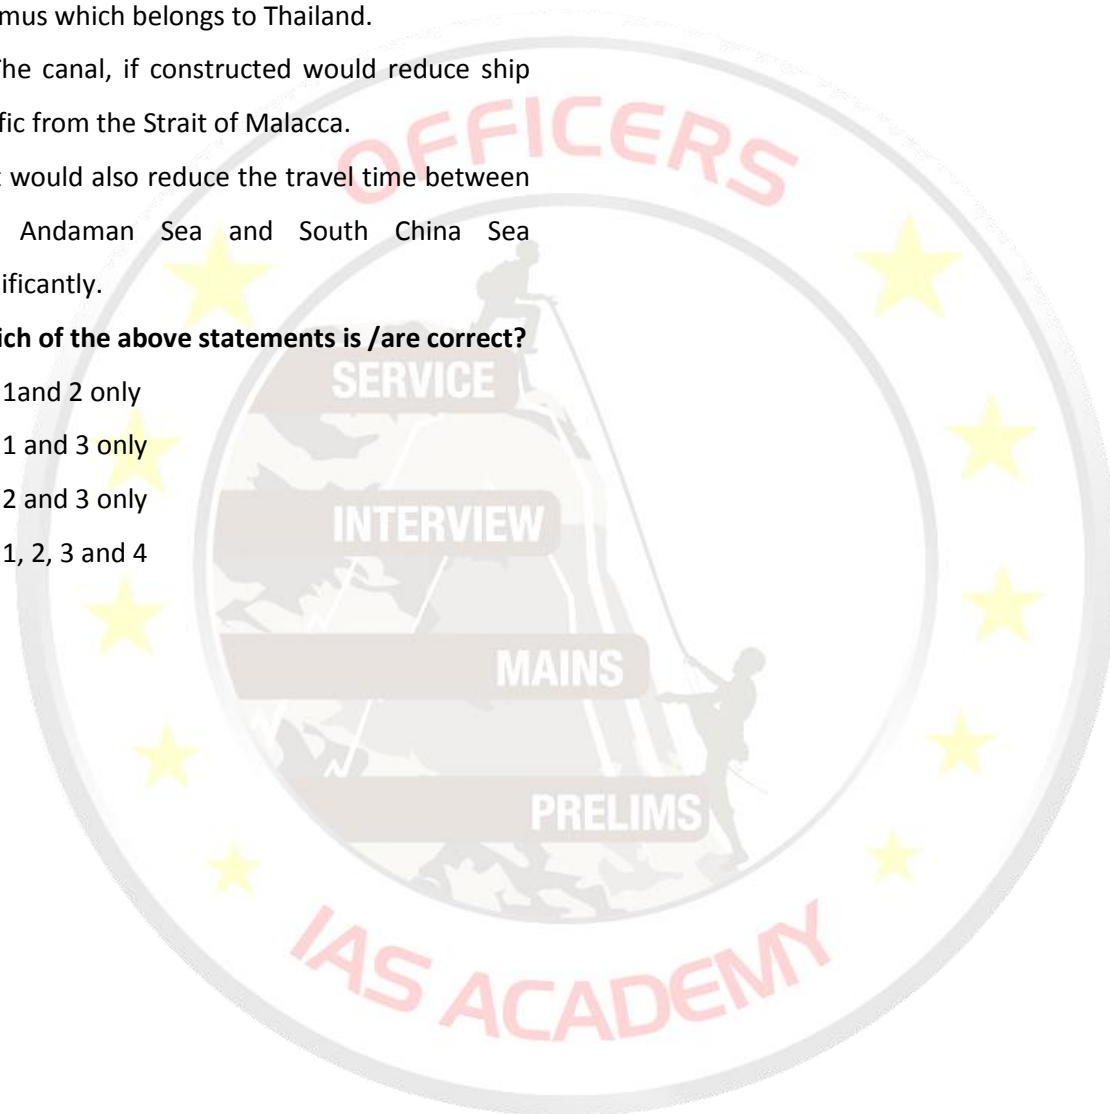 mus which belongs to Thailand.
he canal, if constructed would reduce ship
fic from the Strait of Malacca.
would also reduce the travel time between
Andaman Sea and South China Sea
ificantly.
ich of the above statements is /are correct?
1and 2 only
1 and 3 only
2 and 3 only
1, 2, 3 and 4
OFFICERS
SERVICE
INTERVIEW
MAINS
PRELIMS
IAS ACADEMY